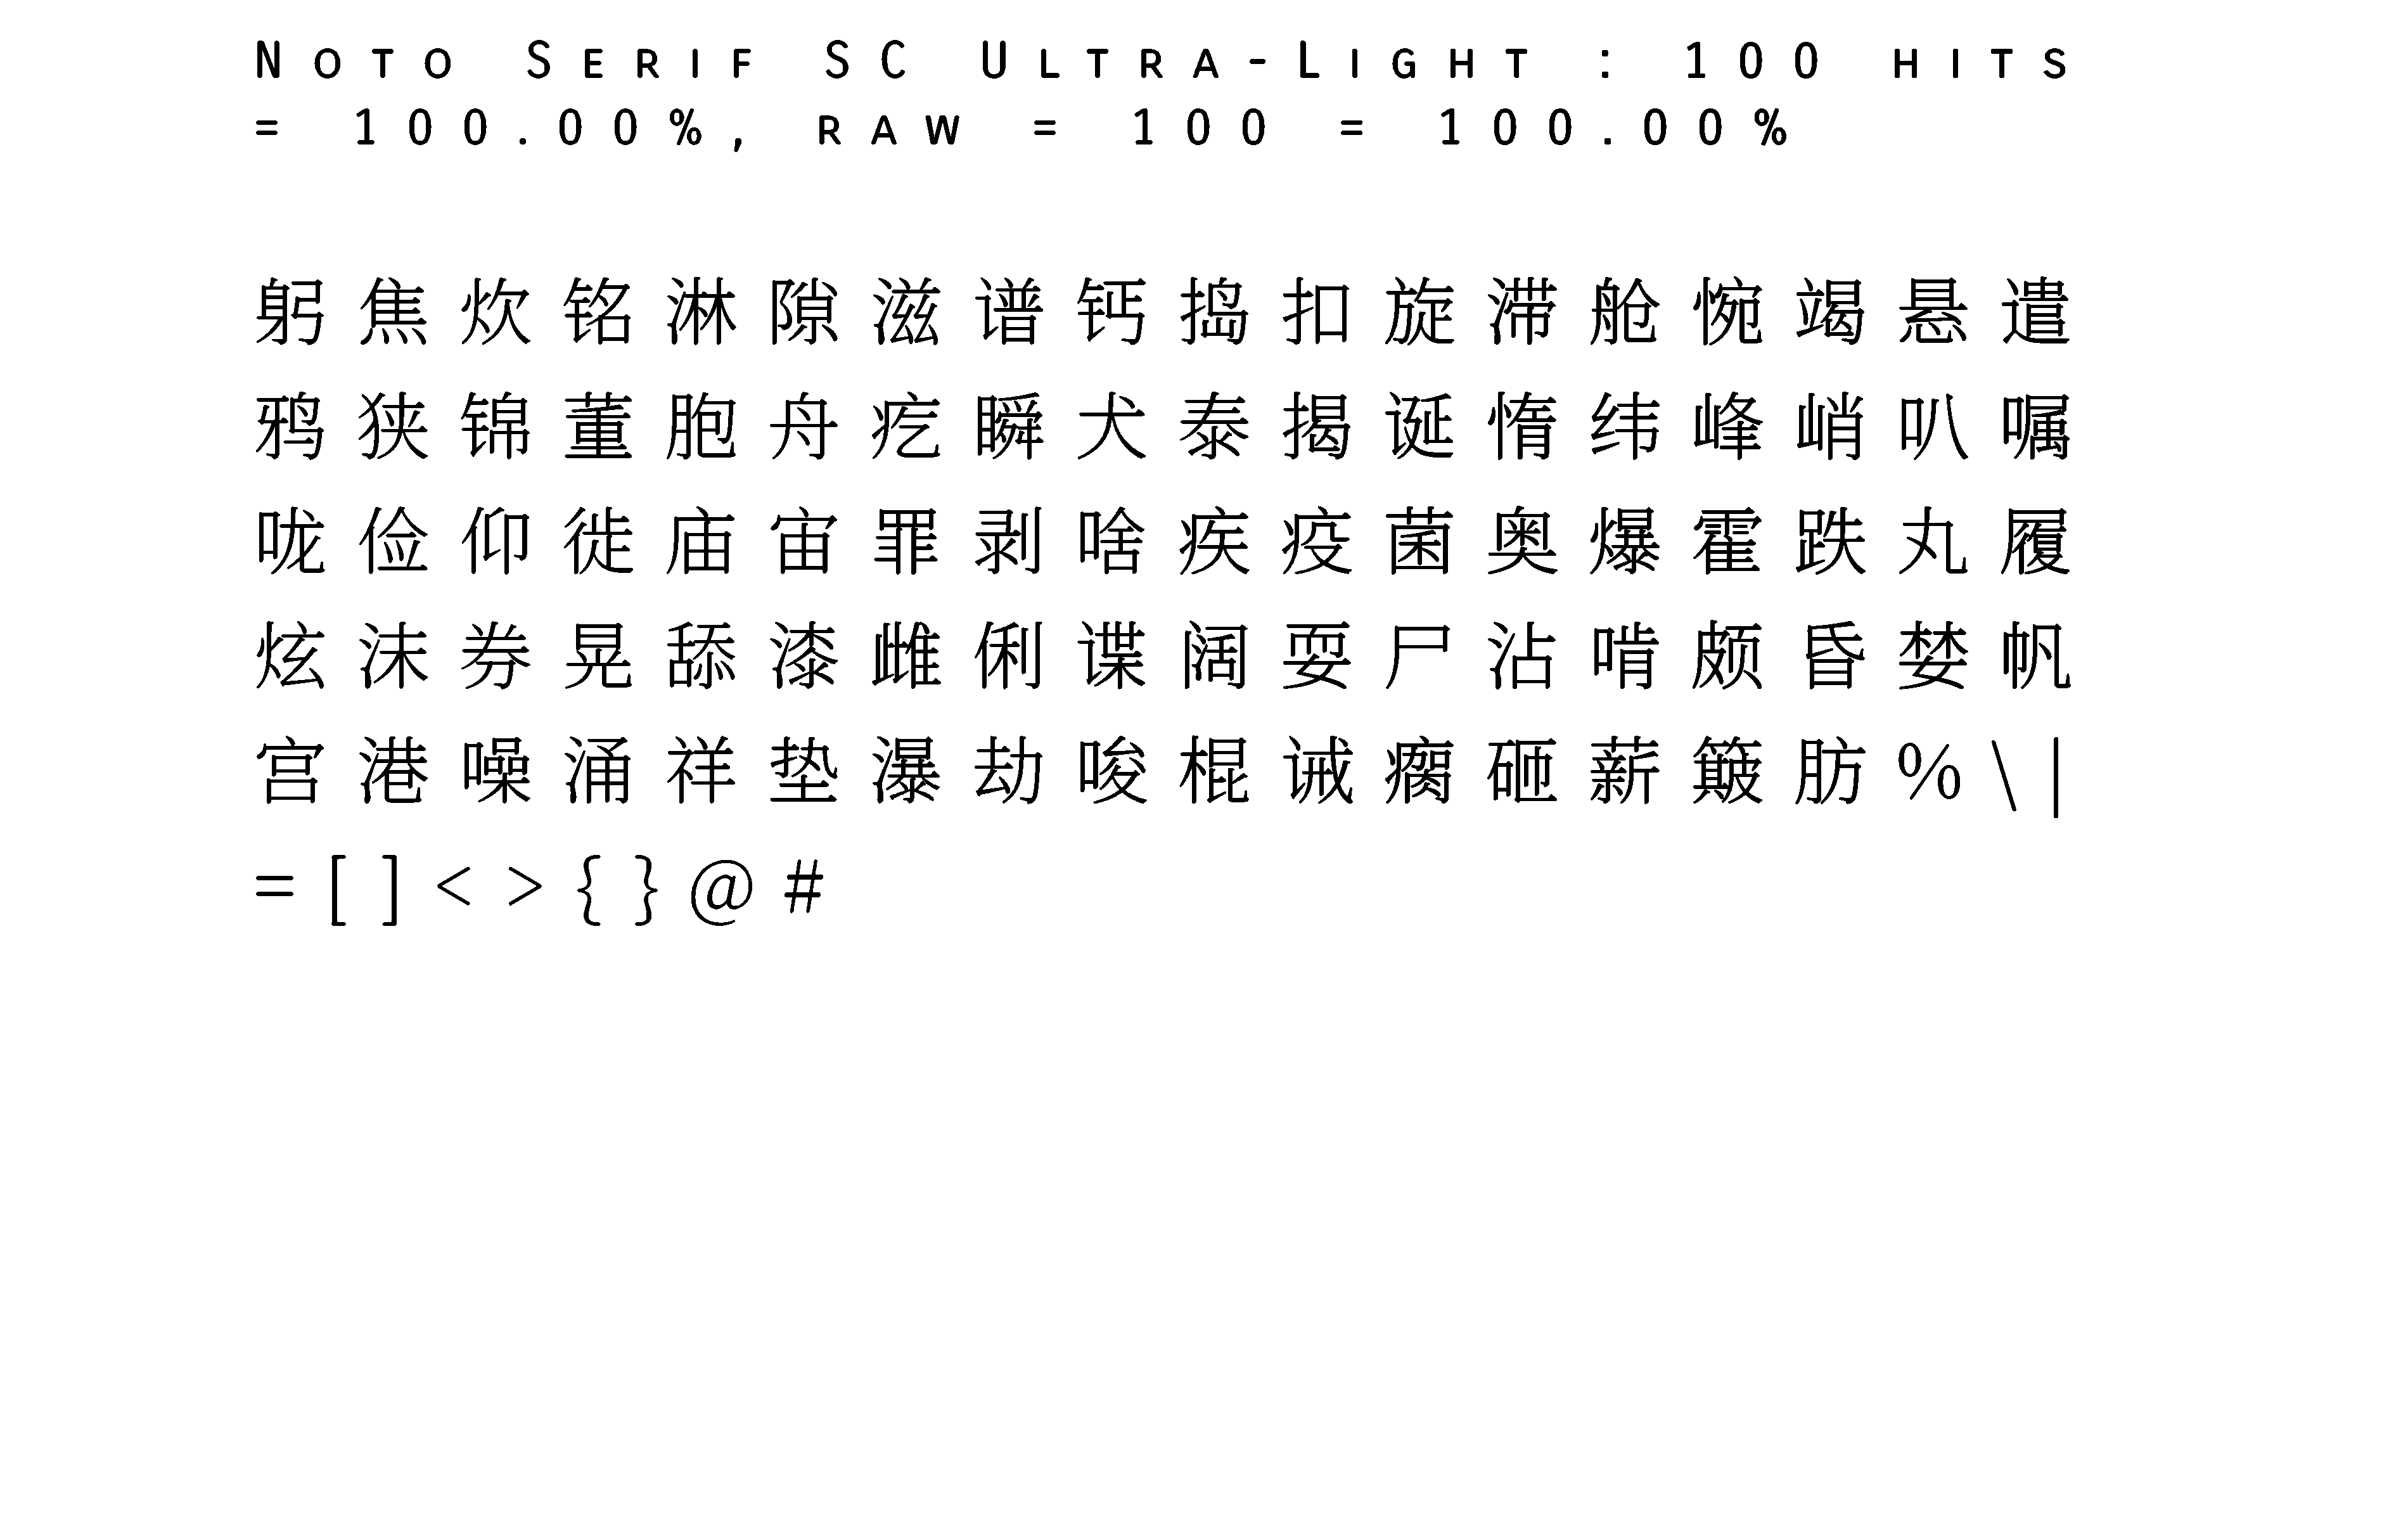 Noto Serif SC Ultra-Light : 100 hits
= 100.00%, raw = 100 = 100.00%
躬焦炊铭淋隙滋谱钙捣扣旋滞舱惋竭悬遣
鸦狭锦董胞舟疙瞬犬泰揭诞惰纬峰峭叭嘱
咙俭仰徙庙宙罪剥啥疾疫菌奥爆霍跌丸履
炫沫券晃舔漆雌俐谍阔耍尸沾啃颇昏婪帆
宫港噪涌祥垫瀑劫唆棍诫瘸砸薪簸肪%\|
=[]<>{}@#